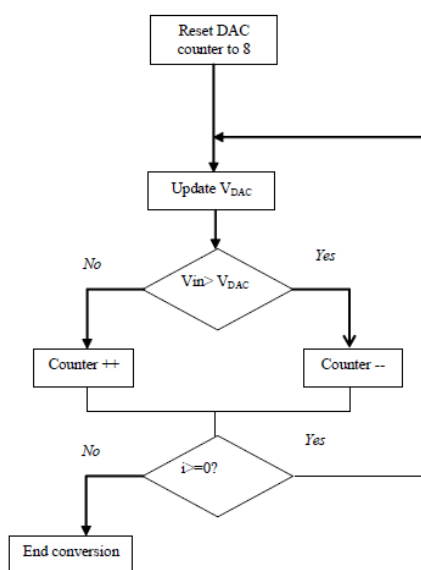 Reset DAC
counter to 8
Update VDAC
No
Yes
Vin> VDAC
Counter ++
Counter --
No
Yes
i>=0?
End conversion